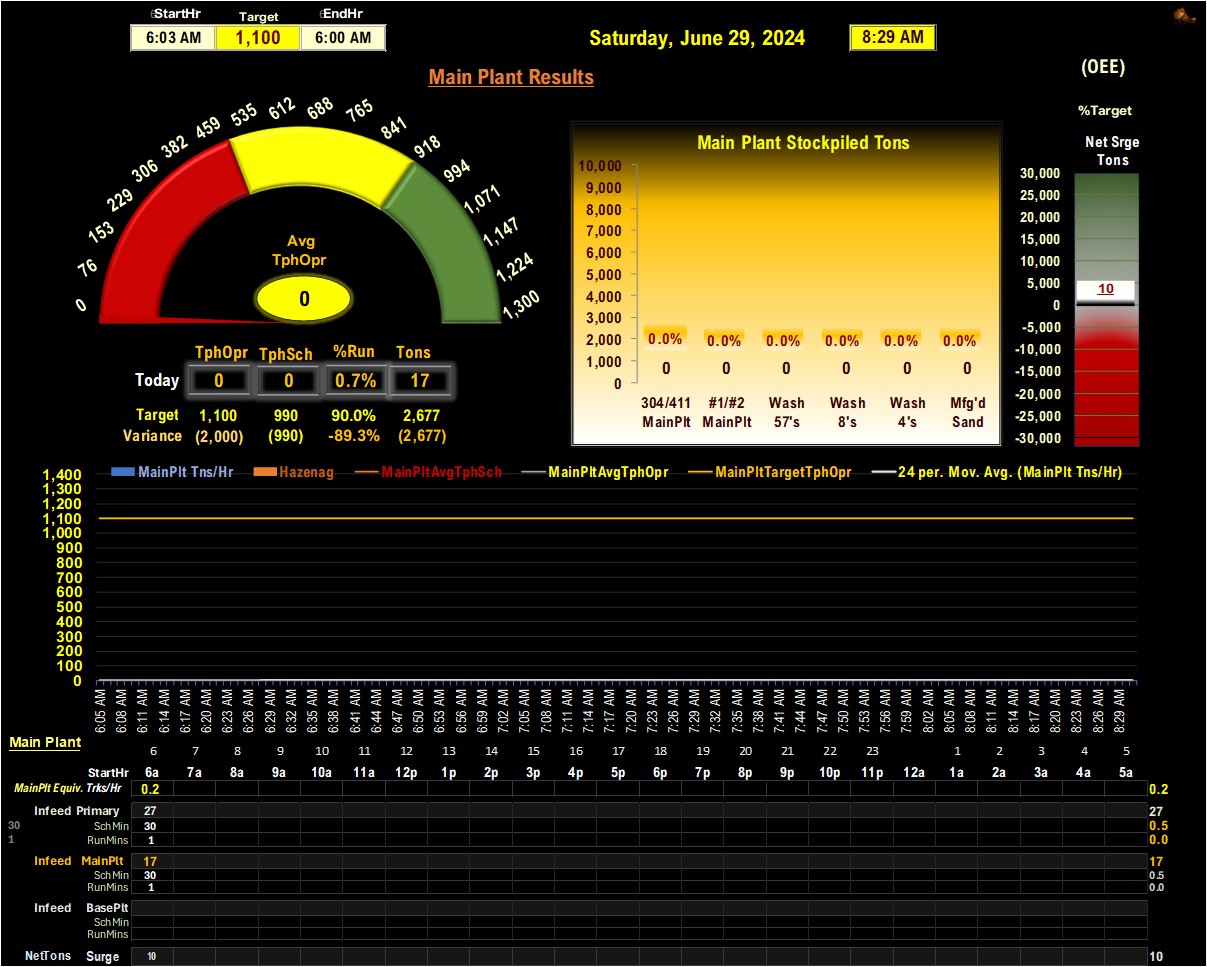 StartHr Target EndHr
6:03 AM 1,100 6:00 AM
Saturday, June 29, 2024 8:29 AM
(OEE)
Main Plant Results
%Target
Net Srge
Tons
0 76 153 229 306 382 459 535 612 688 765 841 918 994 1,071 1,147 1,224 1,300
Avg
TphOpr
0
Main Plant Stockpiled Tons
10,000
9,000
8,000
7,000
6,000
5,000
4,000
3,000
2,000
1,000
0
0.0% 0.0% 0.0% 0.0% 0.0% 0.0%
0 0 0 0 0 0
304/411 #1/#2 Wash Wash Wash Mfg'd
MainPlt MainPlt 57's 8's 4's Sand
30,000
25,000
20,000
15,000
10,000
5,000
0
-5,000
-10,000
-15,000
-20,000
-25,000
-30,000
10
TphOpr TphSch %Run Tons
Today 0 0 0.7% 17
Target 1,100 990 90.0% 2,677
Variance (2,000) (990) -89.3% (2,677)
MainPlt Tns/Hr Hazenag MainPltAvgTphSch MainPltAvgTphOpr MainPltTargetTphOpr 24 per. Mov. Avg. (MainPlt Tns/Hr)
1,400
1,300
1,200
1,100
1,000
900
800
700
600
500
400
300
200
100
0
6:05 AM 6:08 AM 6:11 AM 6:14 AM 6:17 AM 6:20 AM 6:23 AM 6:26 AM 6:29 AM 6:32 AM 6:35 AM 6:38 AM 6:41 AM 6:44 AM 6:47 AM 6:50 AM 6:53 AM 6:56 AM 6:59 AM 7:02 AM 7:05 AM 7:08 AM 7:11 AM 7:14 AM 7:17 AM 7:20 AM 7:23 AM 7:26 AM 7:29 AM 7:32 AM 7:35 AM 7:38 AM 7:41 AM 7:44 AM 7:47 AM 7:50 AM 7:53 AM 7:56 AM 7:59 AM 8:02 AM 8:05 AM 8:08 AM 8:11 AM 8:14 AM 8:17 AM 8:20 AM 8:23 AM 8:26 AM 8:29 AM
Main Plant
6 7 8 9 10 11 12 13 14 15 16 17 18 19 20 21 22 23 1 2 3 4 5
StartHr 6a 7a 8a 9a 10a 11a 12p 1p 2p 3p 4p 5p 6p 7p 8p 9p 10p 11p 12a 1a 2a 3a 4a 5a
MainPlt Equiv. Trks/Hr 0.2 0.2
Infeed Primary 27 27
30 SchMin 30 0.5
1 RunMins 1 0.0
Infeed MainPlt 17 17
SchMin 30 0.5
RunMins 1 0.0
Infeed BasePlt
SchMin
RunMins
NetTons Surge 10 10